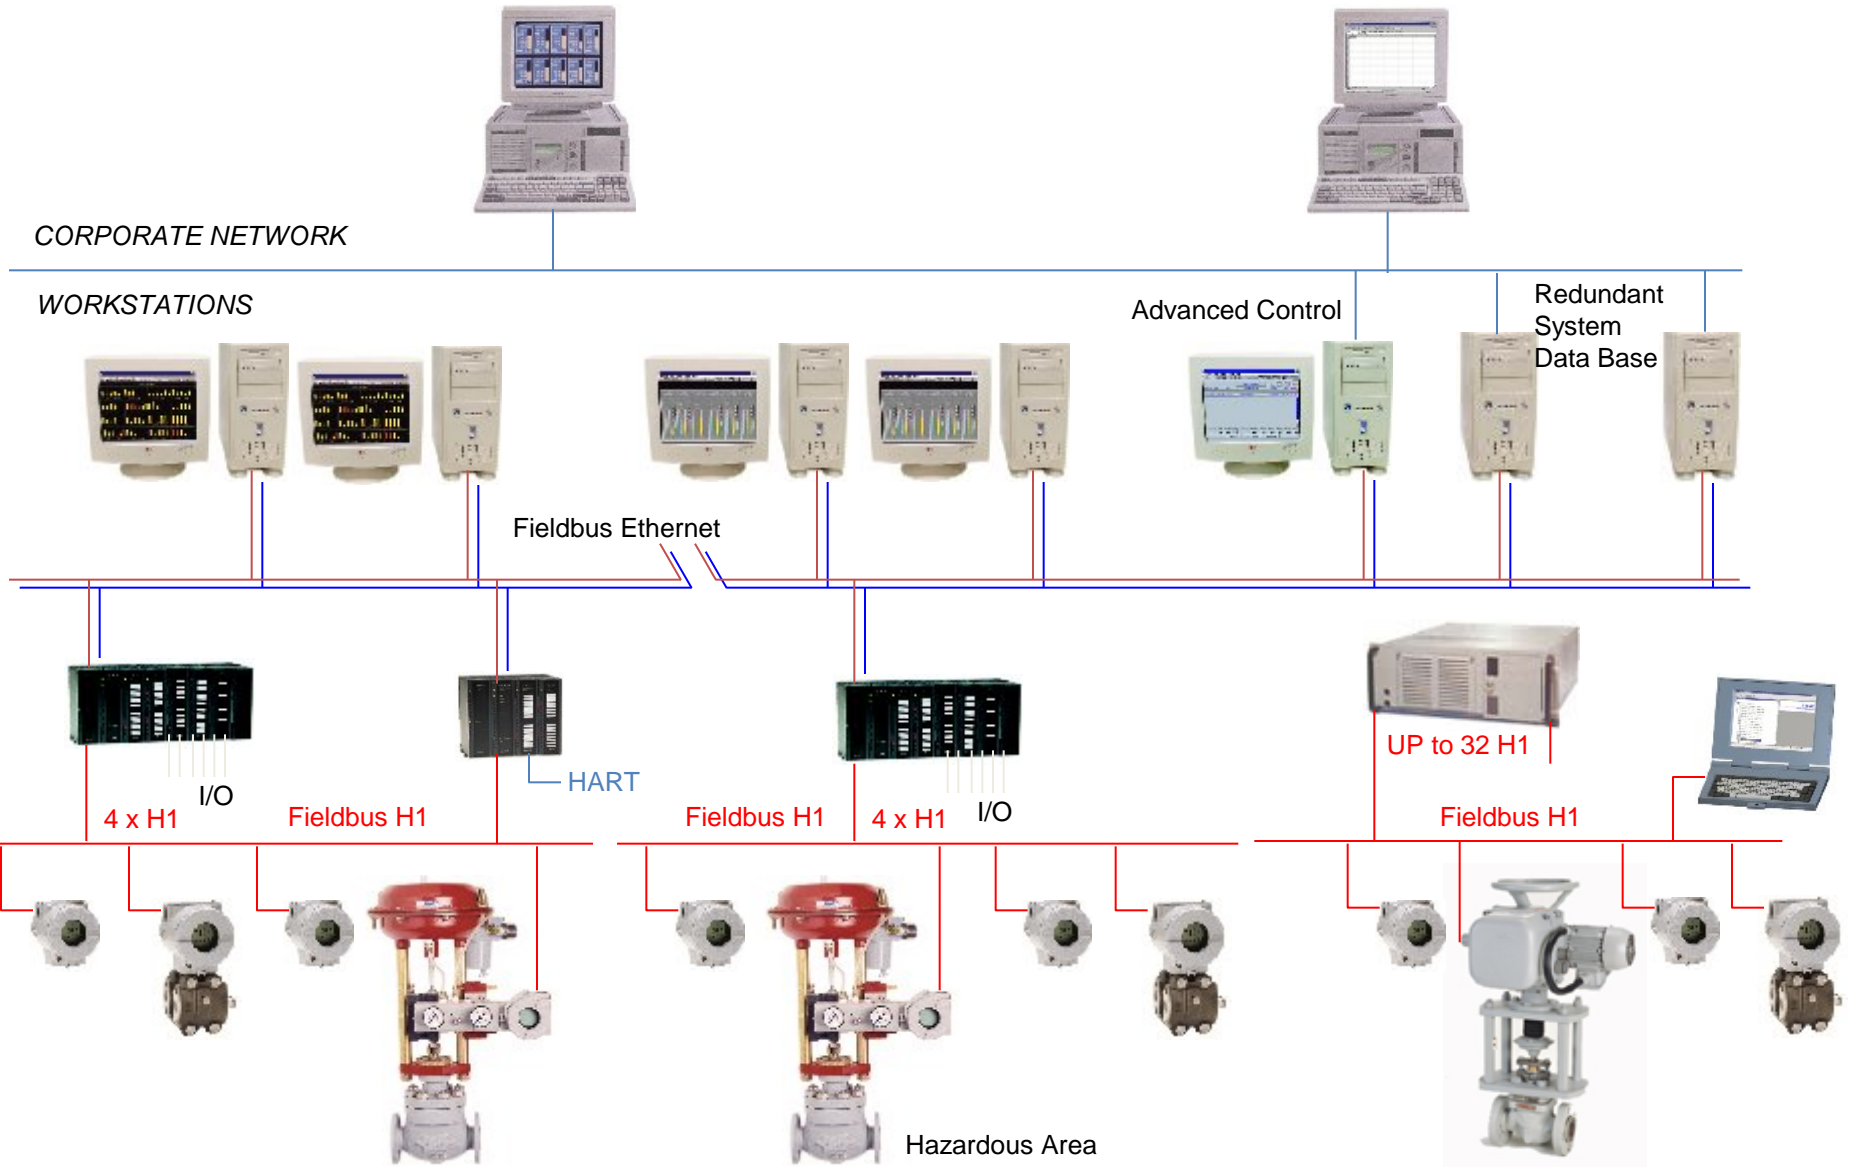 CORPORATE NETWORK
WORKSTATIONS
Advanced Control
Redundant
System
Data Base
Fieldbus Ethernet
UP to 32 H1
HART
I/O
I/O
4 x H1
Fieldbus H1
Fieldbus H1
4 x H1
Fieldbus H1
Hazardous Area